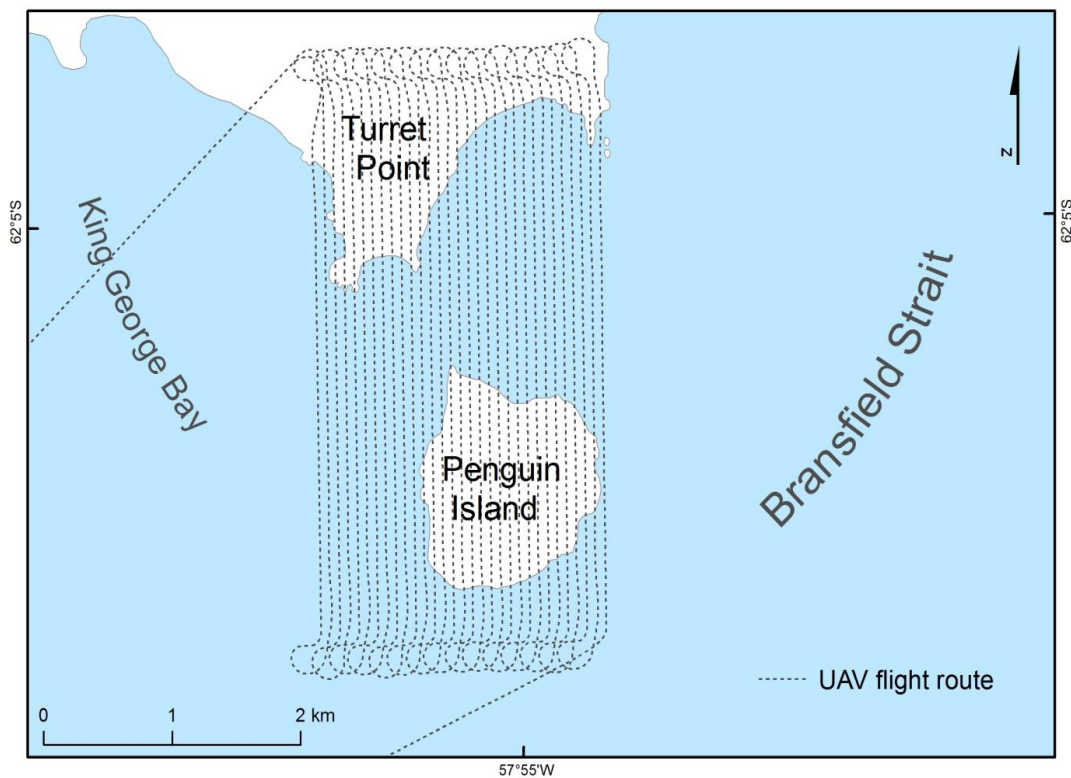 Turret
Point
N
King George Bay
62°5'S
62°5'S
Bransfield Strait
Penguin
Island
UAV flight route
0 1 2 km
57°55'W